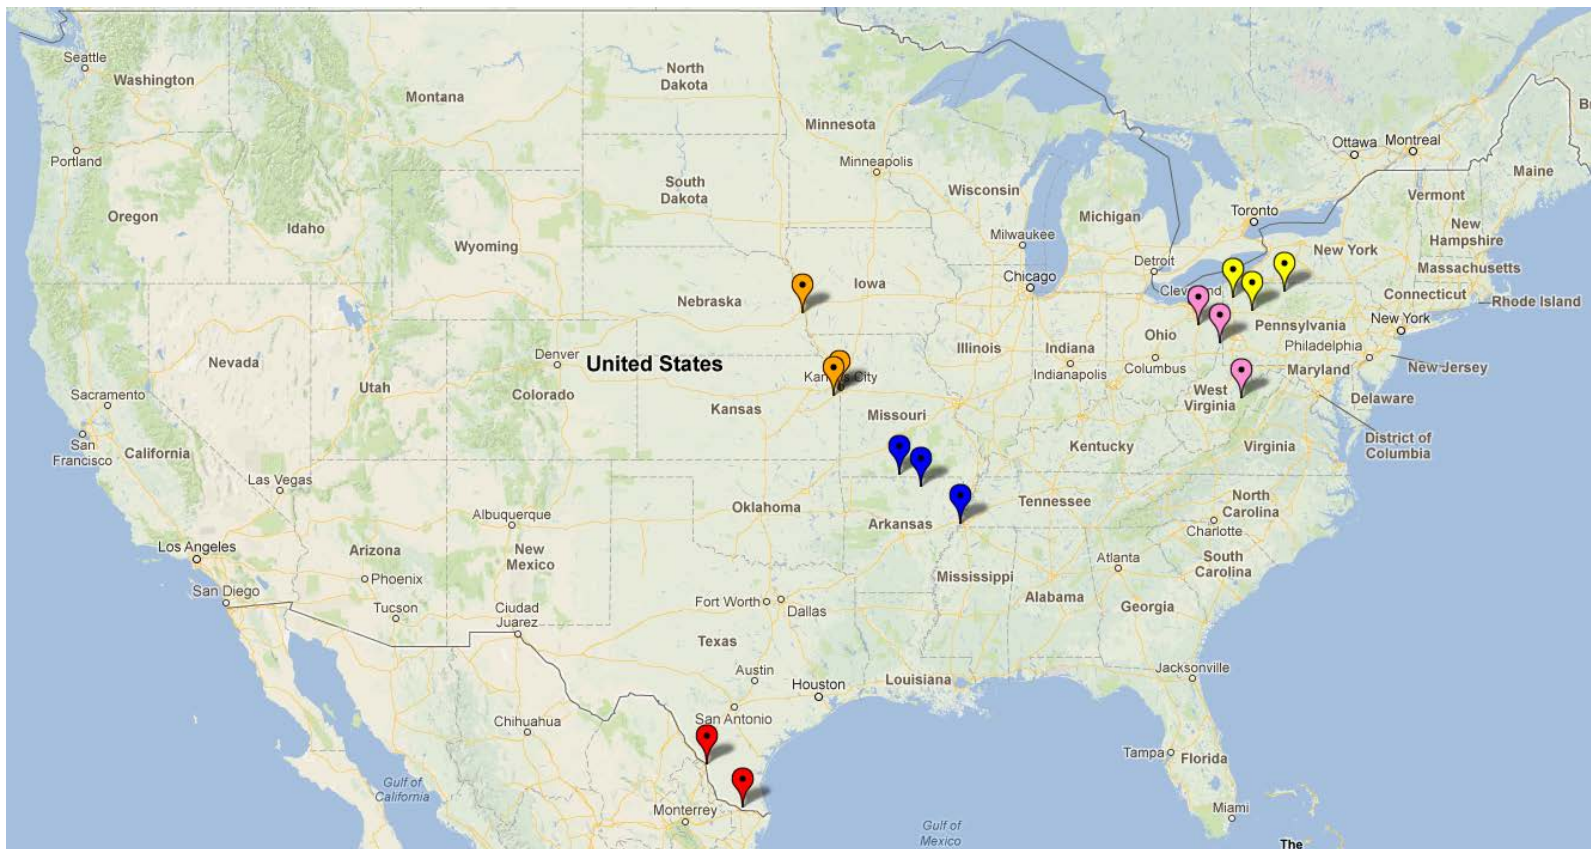 Seattle
Washington
Montana
North
Dakota
Minnesota
Ottawa
Montreal
Portland
Minneapolis
Maine
South
Dakota
Wisconsin
Vermont
Oregon
Idaho
Michigan
Toronto
New
Hampshire
Wyoming
Milwaukee
New York
Detroit
Massachusetts
Chicago
Iowa
Nebraska
Cleveland
Connecticut
Rhode Island
Pennsylvania
New York
Ohio
Nevada
Denver
United States
Illinois
Indiana
Philadelphia
Utah
Kansas City
Indianapolis
Columbus
Maryland
New Jersey
Sacramento
Colorado
Kansas
Missouri
West
Virginia
Delaware
San
Francisco
California
Kentucky
Virginia
District of
Columbia
Las Vegas
Oklahoma
Tennessee
North
Carolina
Albuquerque
Arkansas
Charlotte
Los Angeles
Arizona
New
Mexico
Atlanta
South
Carolina
Phoenix
Mississippi
San Diego
Fort Worth
Dallas
Alabama
Georgia
Tucson
Ciudad
Juarez
Texas
Austin
Jacksonville
Houston
Louisiana
Chihuahua
San Antonio
Tampa
Florida
Gulf of
California
Monterrey
Miami
Gulf of
Mexico
The